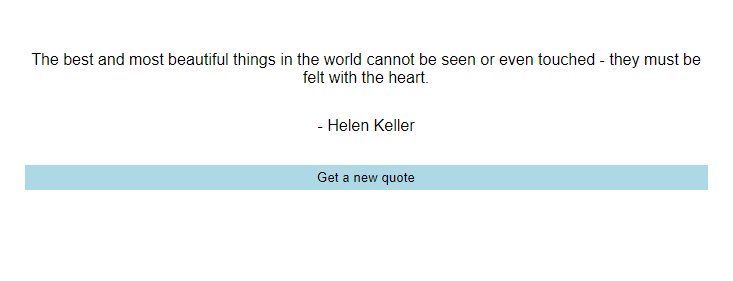 The best and most beautiful things in the world cannot be seen or even touched - they must be
felt with the heart.
- Helen Keller
Get a new quote